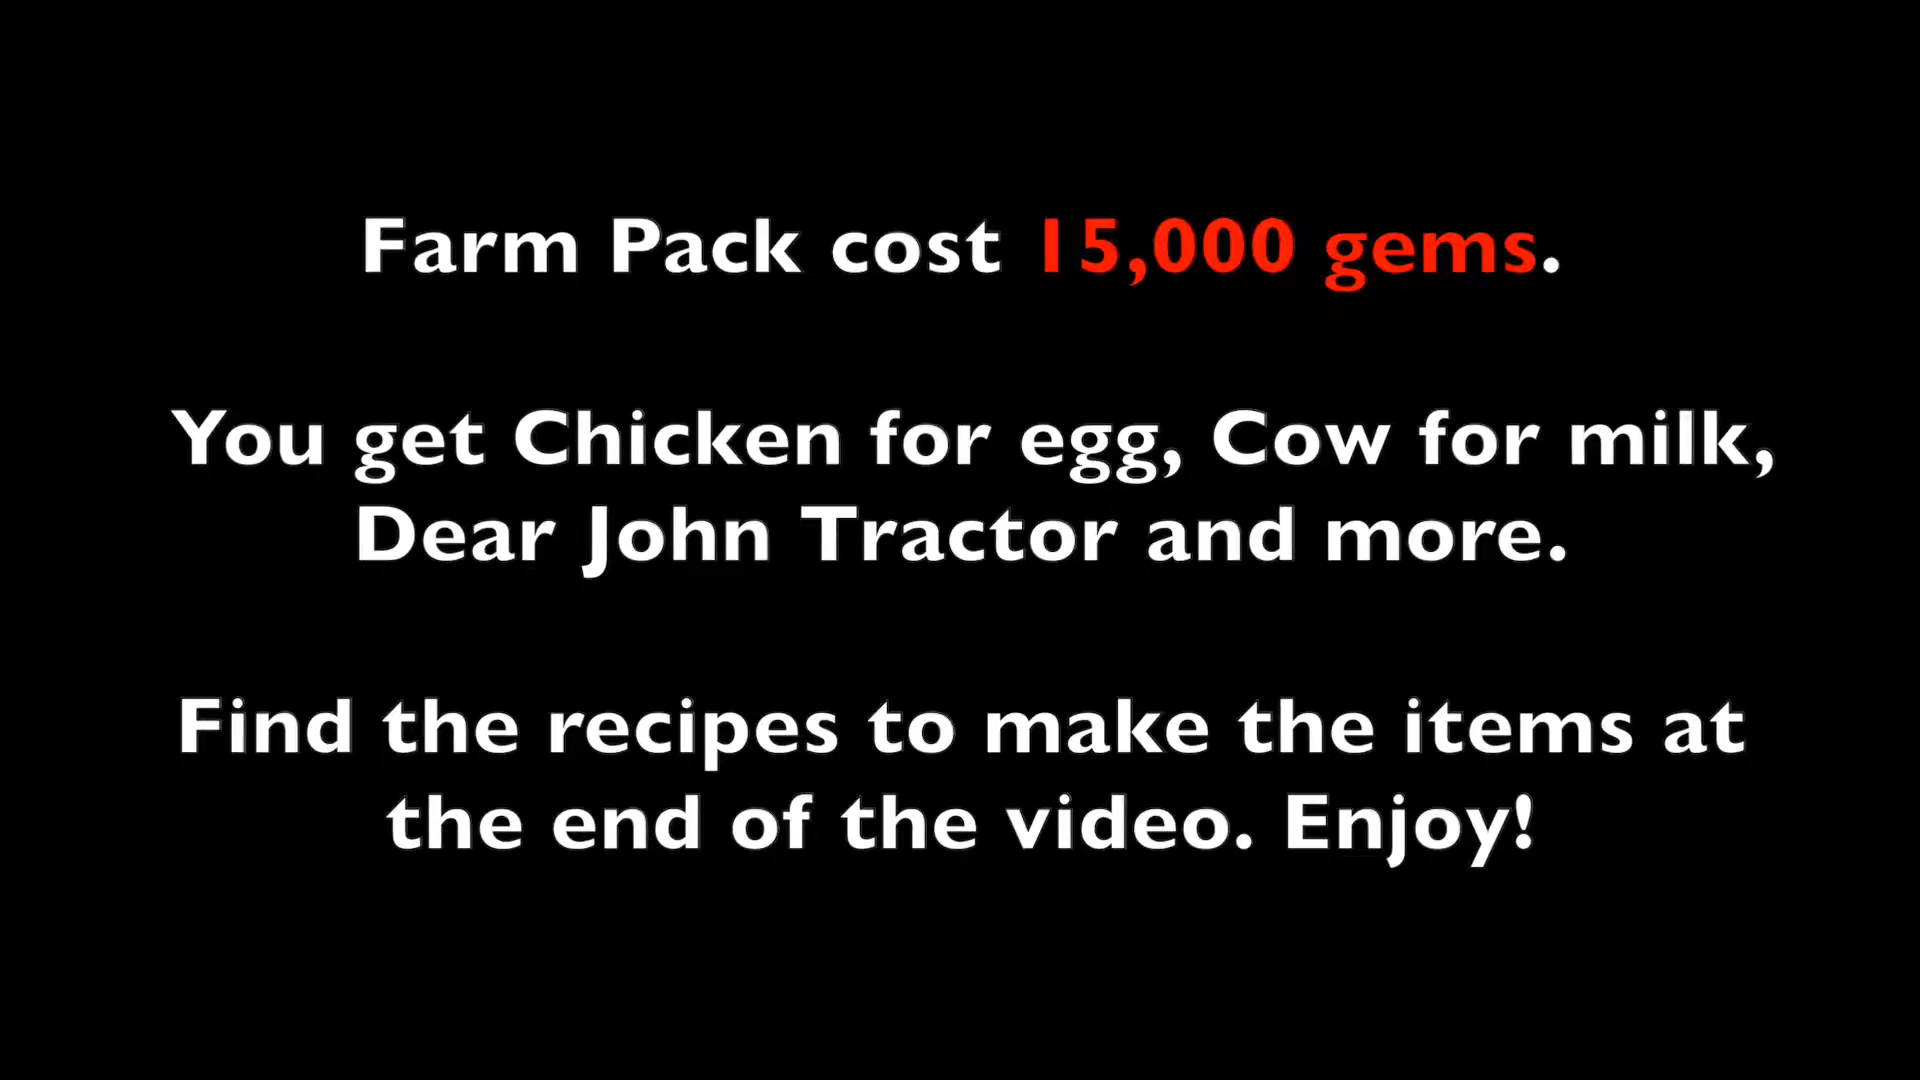 Farm Pack cost 15,000 gems.
You get Chicken for egg, Cow for milk,
Dear John Tractor and more.
Find the recipes to make the items at
the end of the video. Enjoy!